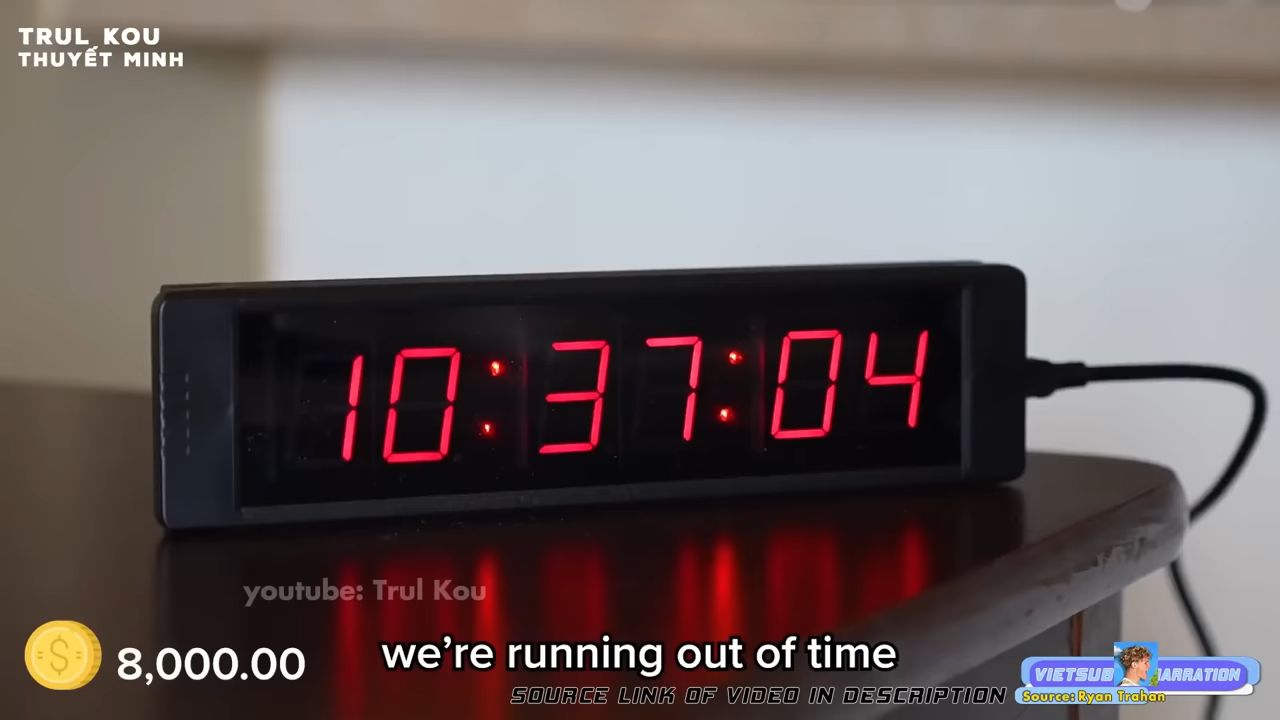 TRUL KOU
THUYẾT MINH
10:37:04
youtube: Trul Kou
8,000.00
we're running out of time
SOURCE LINK OF VIDEO IN DESCRIPTION
VIETSUB
Source: Ryan Trahan